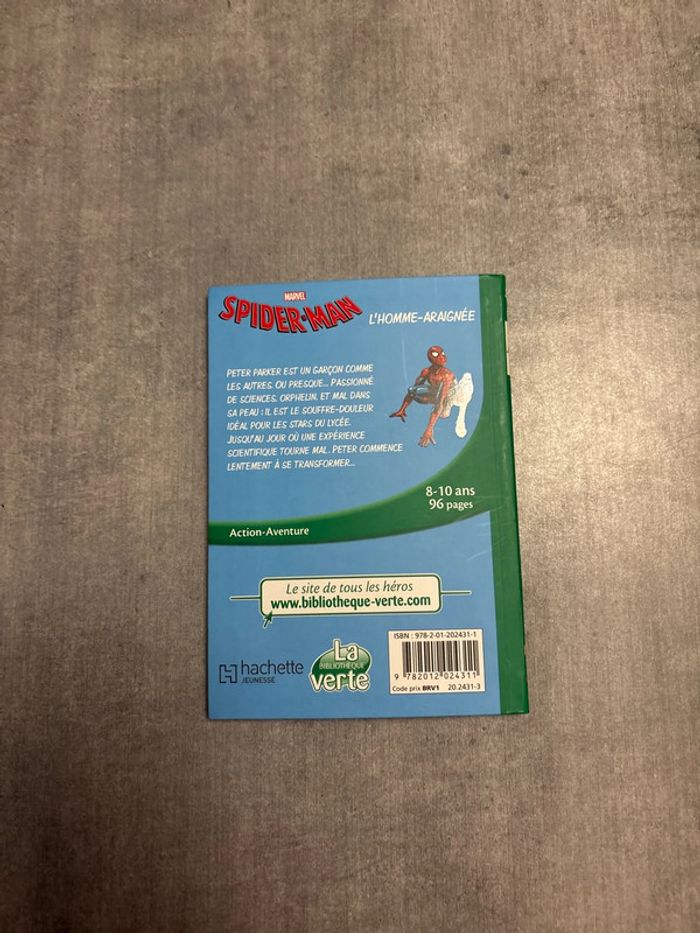 MARVEL
SPIDER-MAN
L'HOMME-ARAIGNÉE
PETER PARKER EST UN GARÇON COMME
LES AUTRES. OU PRESQUE... PASSIONNÉ
DE SCIENCES, ORPHELIN, ET MAL DANS
SA PEAU : IL EST LE SOUFFRE-DOULEUR
IDÉAL POUR LES STARS DU LYCÉE.
JUSQU'AU JOUR OÙ UNE EXPÉRIENCE
SCIENTIFIQUE TOURNE MAL. PETER COMMENCE
LENTEMENT À SE TRANSFORMER...
8-10 ans
96 pages
Action-Aventure
Le site de tous les héros
www.bibliotheque-verte.com
hachette
JEUNESSE
La
BIBLIOTHÈQUE
verte
ISBN : 978-2-01-202431-1
9 782012 024311
Code prix BRV1 20.2431-3